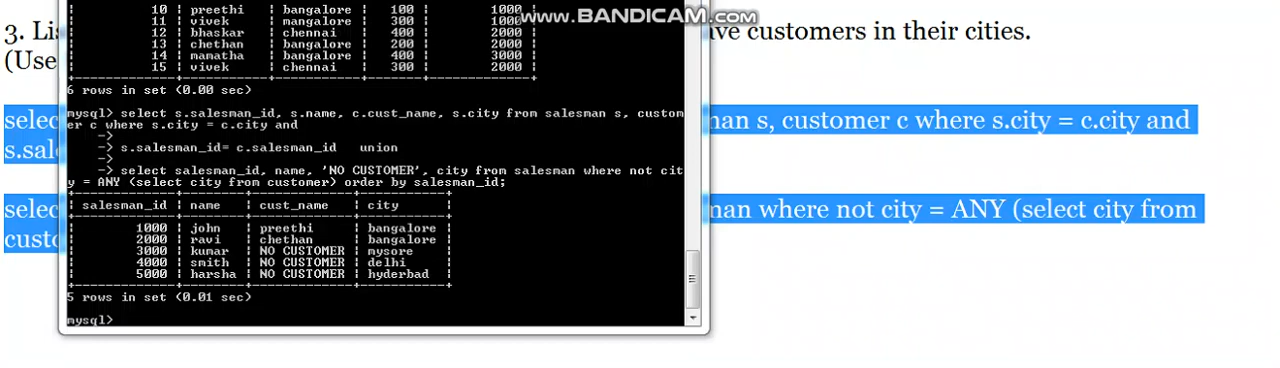 www.BANDICAM.com
3. Li
ve customers in their cities.
(Use
10 | preethi | bangalore | 100 | 1000
11 | vivek | mangalore | 300 | 1000
12 | bhaskar | chennai | 400 | 2000
13 | chethan | bangalore | 200 | 2000
14 | mamatha | bangalore | 400 | 3000
15 | vivek | chennai | 300 | 2000
6 rows in set (0.00 sec)
mysql> select s.salesman_id, s.name, c.cust_name, s.city from salesman s, custom
er c where s.city = c.city and
->
-> s.salesman_id= c.salesman_id union
->
-> select salesman_id, name, 'NO CUSTOMER', city from salesman where not cit
y = ANY (select city from customer) order by salesman_id;
| salesman_id | name | cust_name | city |
| 1000 | john | preethi | bangalore |
| 2000 | ravi | chethan | bangalore |
| 3000 | kumar | NO CUSTOMER | mysore |
| 4000 | smith | NO CUSTOMER | delhi |
| 5000 | harsha | NO CUSTOMER | hyderbad |
5 rows in set (0.01 sec)
mysql>
selec
man s, customer c where s.city = c.city and
s.sal
selec
man where not city = ANY (select city from
custo